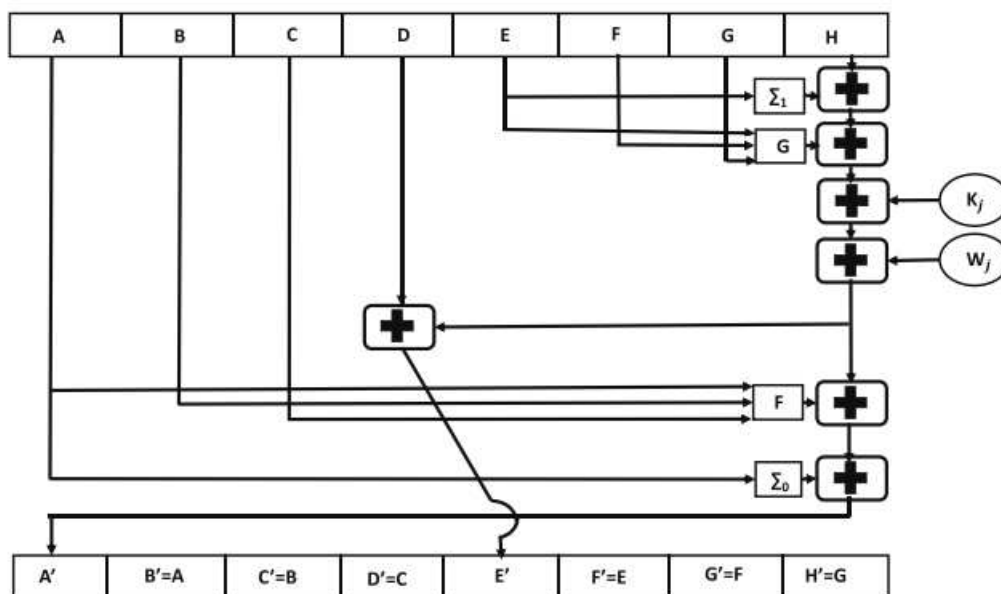 A B C D E F G H
∑₁
G
Kⱼ
Wⱼ
F
∑₀
A' B'=A C'=B D'=C E' F'=E G'=F H'=G